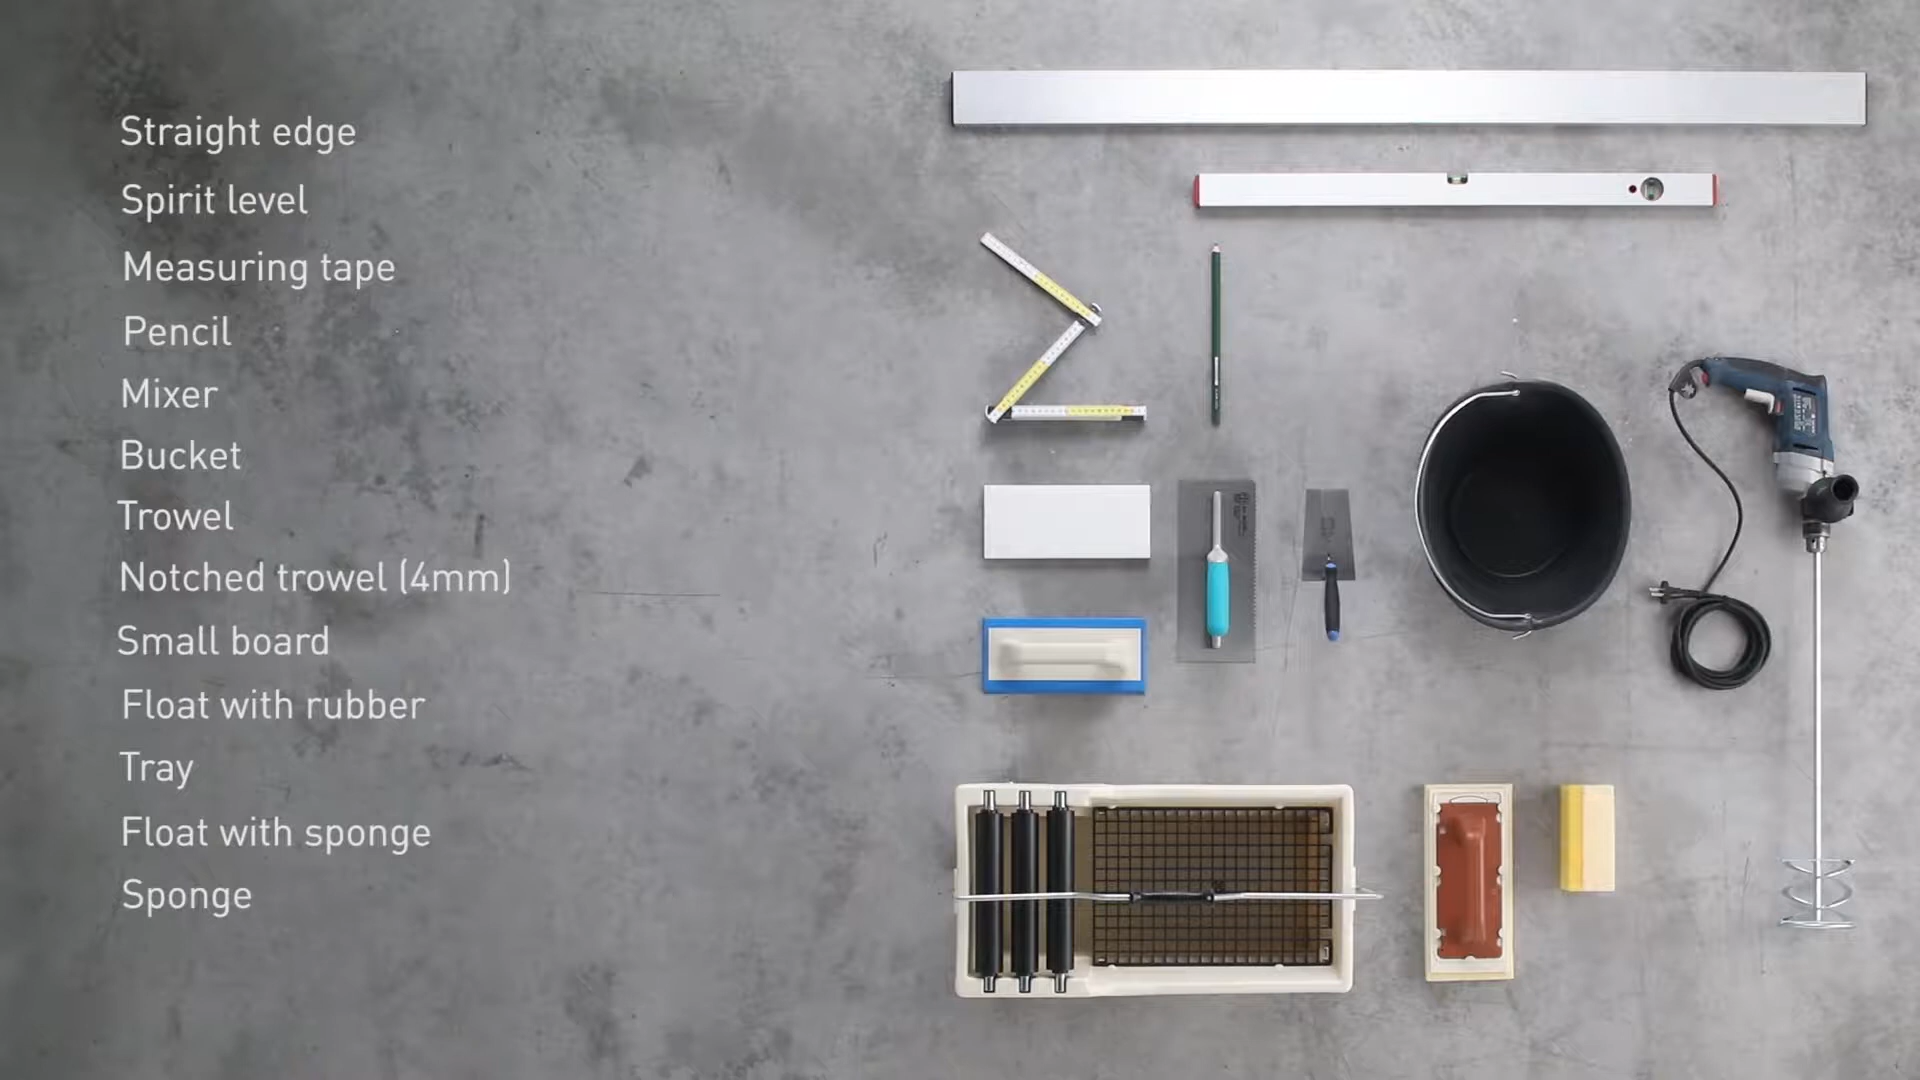 Straight edge
Spirit level
Measuring tape
Pencil
Mixer
Bucket
Trowel
Notched trowel (4mm)
Small board
Float with rubber
Tray
Float with sponge
Sponge